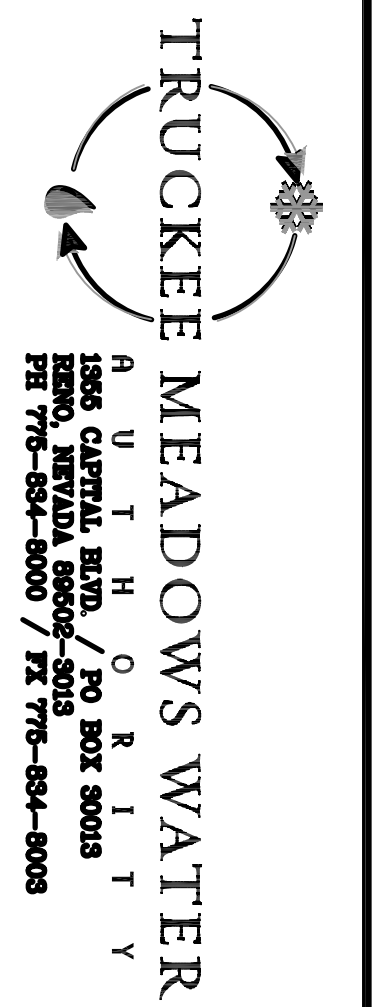 TRUCKEE MEADOWS WATER
AUTHORITY
1355 CAPITAL BLVD. / PO BOX 30013
RENO, NEVADA 89502-3013
PH 775-834-8000 / FX 775-834-8003